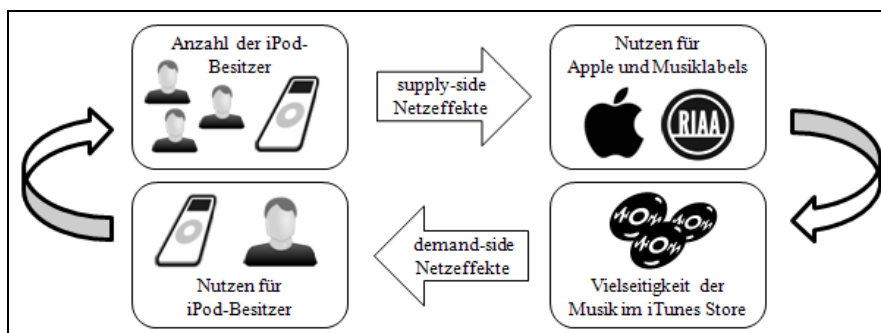 Anzahl der iPod-
Besitzer
supply-side
Netzeffekte
Nutzen für
Apple und Musiklabels
RIAA
demand-side
Netzeffekte
Nutzen für
iPod-Besitzer
Vielseitigkeit der
Musik im iTunes Store